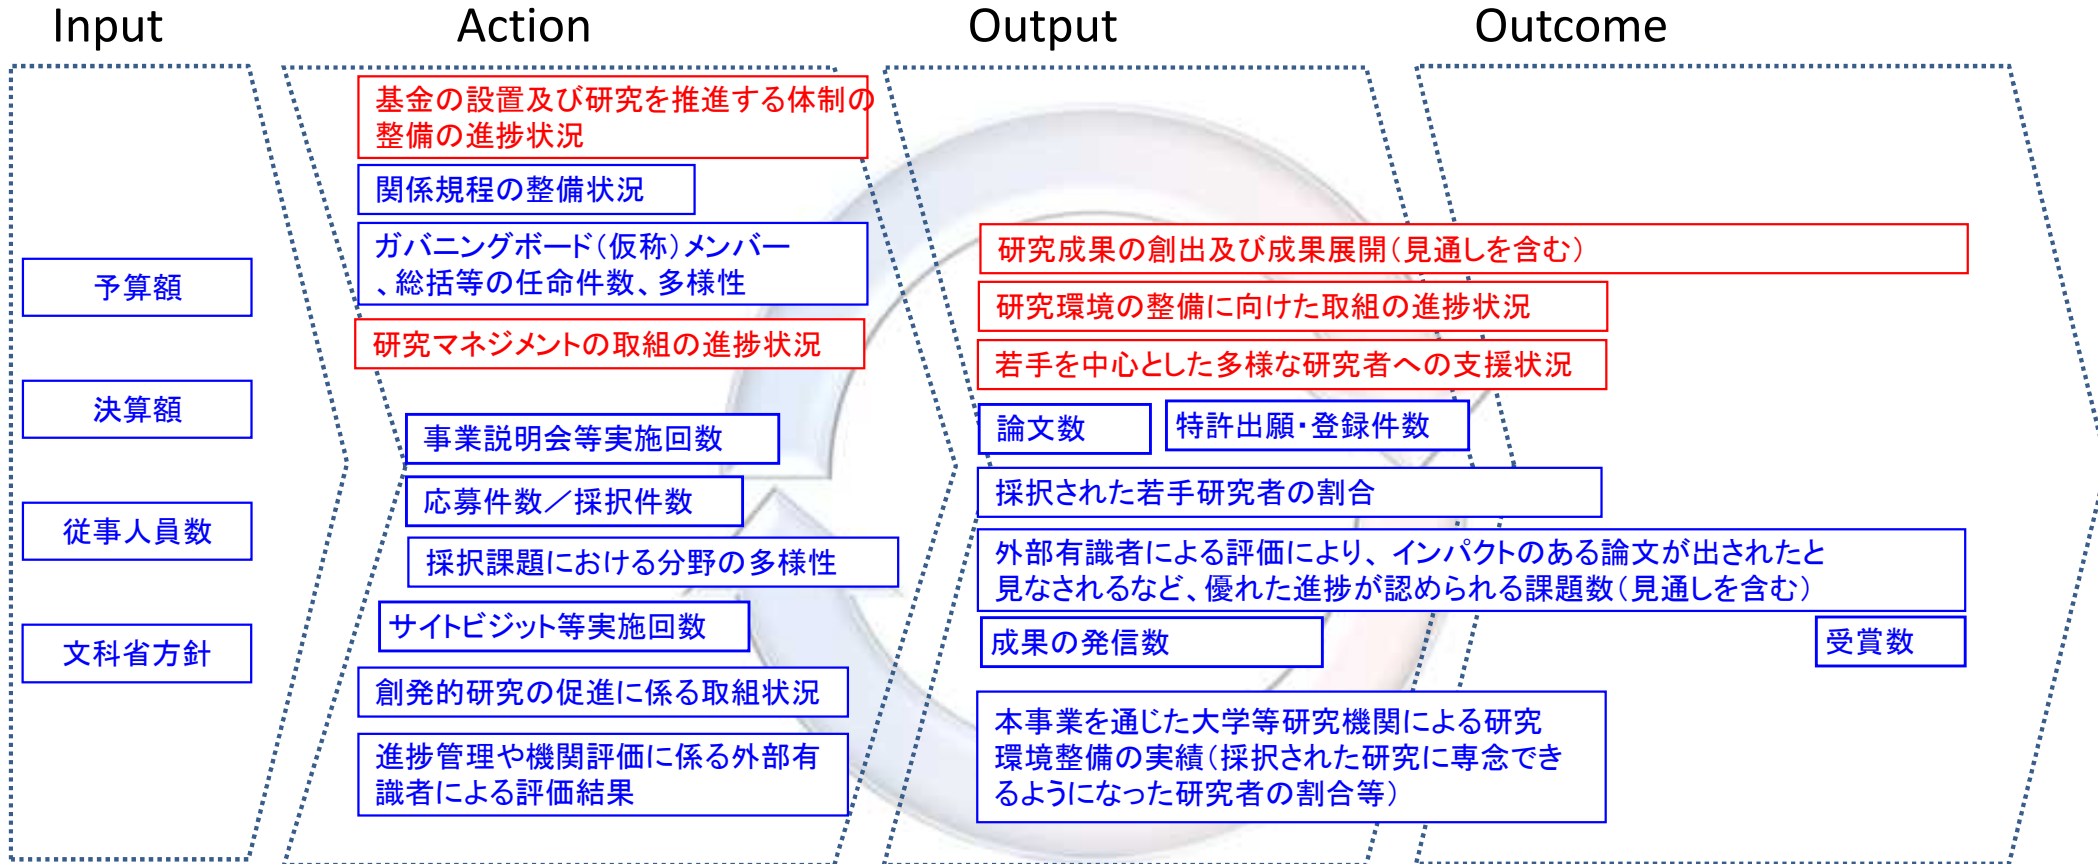 Input
Action
Output
Outcome
予算額
決算額
従事人員数
文科省方針
基金の設置及び研究を推進する体制の
整備の進捗状況
関係規程の整備状況
ガバニングボード(仮称)メンバー
、総括等の任命件数、多様性
研究マネジメントの取組の進捗状況
事業説明会等実施回数
応募件数/採択件数
採択課題における分野の多様性
サイトビジット等実施回数
創発的研究の促進に係る取組状況
進捗管理や機関評価に係る外部有
識者による評価結果
研究成果の創出及び成果展開(見通しを含む)
研究環境の整備に向けた取組の進捗状況
若手を中心とした多様な研究者への支援状況
論文数
特許出願・登録件数
採択された若手研究者の割合
外部有識者による評価により、インパクトのある論文が出されたと
見なされるなど、優れた進捗が認められる課題数(見通しを含む)
成果の発信数
受賞数
本事業を通じた大学等研究機関による研究
環境整備の実績(採択された研究に専念でき
るようになった研究者の割合等)